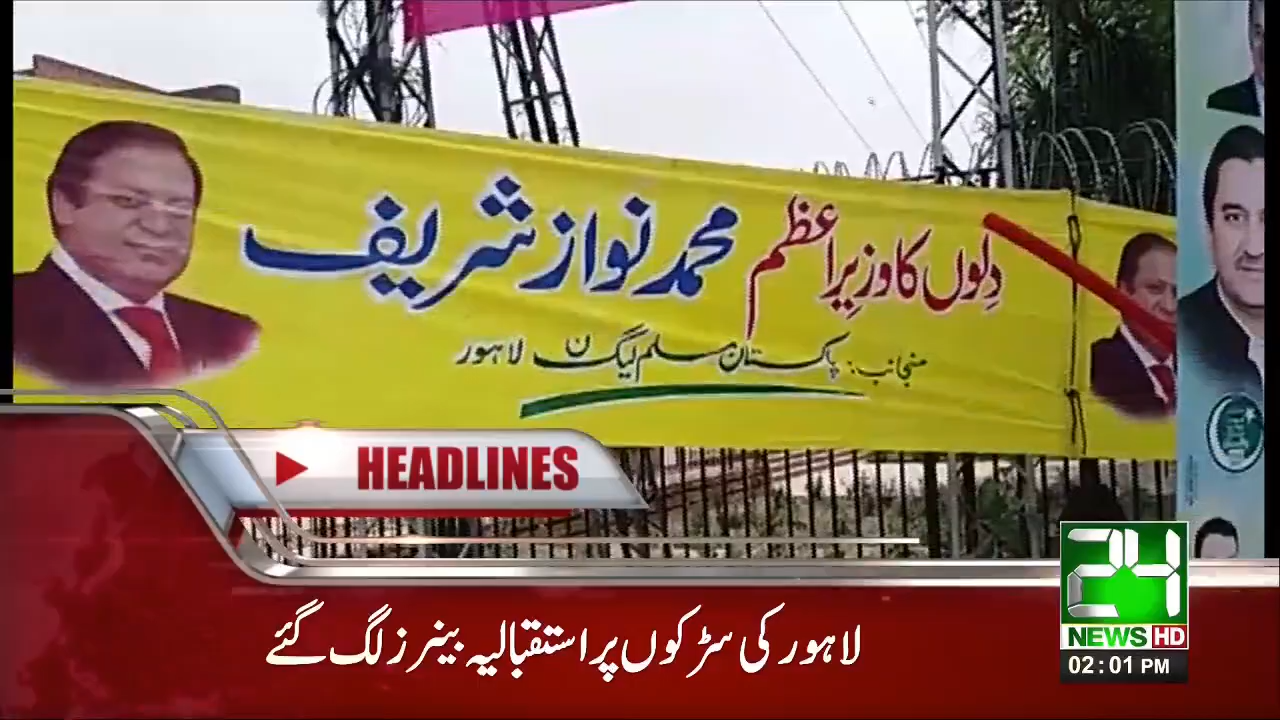 دِلوں کا وزیرِ اعظم محمد نواز شریف
منجانب: پاکستان مسلم لیگ ن لاہور
HEADLINES
لاہور کی سڑکوں پر استقبالیہ بینرز لگ گئے
24
NEWS HD
02:01 PM